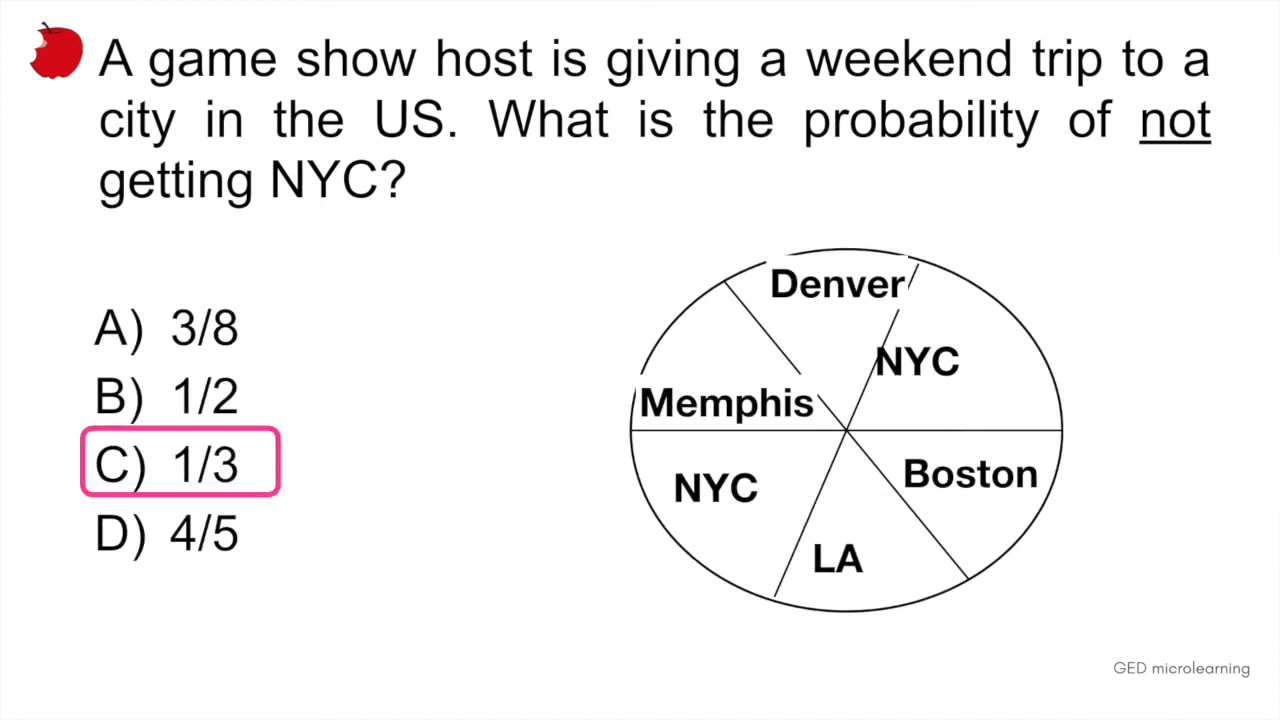 A game show host is giving a weekend trip to a
city in the US. What is the probability of not
getting NYC?
A) 3/8
B) 1/2
C) 1/3
D) 4/5
Denver
NYC
Memphis
Boston
NYC
LA
GED microlearning